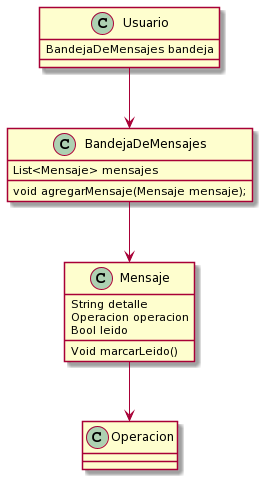 C Usuario
BandejaDeMensajes bandeja
C BandejaDeMensajes
List<Mensaje> mensajes
void agregarMensaje(Mensaje mensaje);
C Mensaje
String detalle
Operacion operacion
Bool leido
Void marcarLeido()
C Operacion